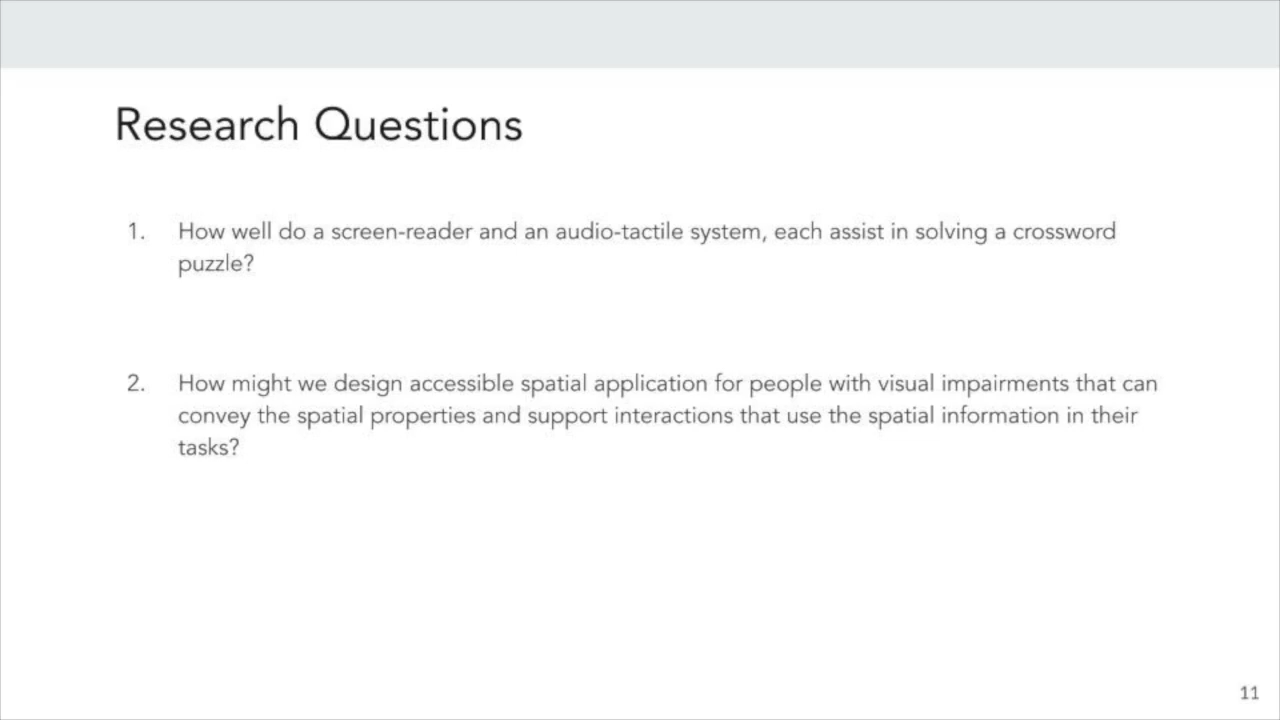 Research Questions
1. How well do a screen-reader and an audio-tactile system, each assist in solving a crossword
puzzle?
2. How might we design accessible spatial application for people with visual impairments that can
convey the spatial properties and support interactions that use the spatial information in their
tasks?
11